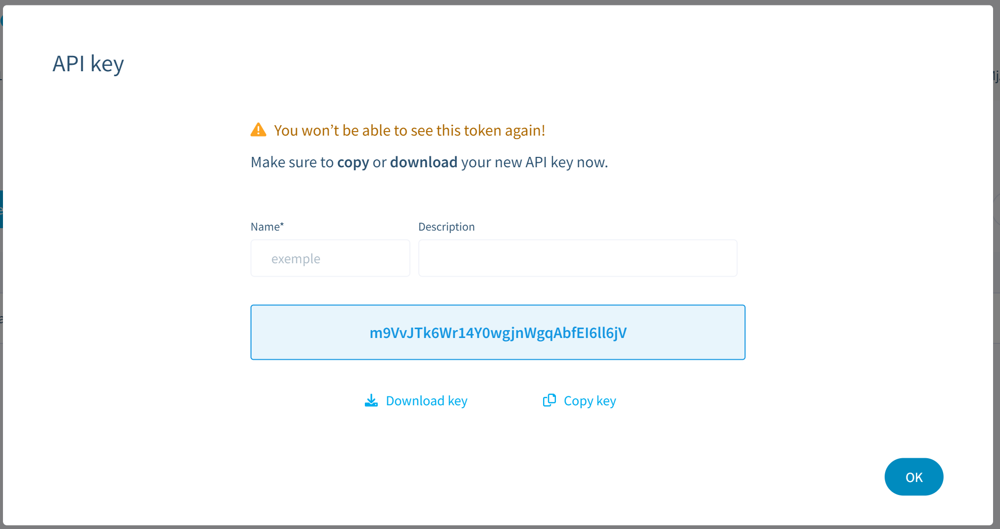 API key
You won’t be able to see this token again!
Make sure to copy or download your new API key now.
Name* Description
exemple
m9VvJTk6Wr14Y0wgjnWgqAbfEI6ll6jV
Download key Copy key
OK